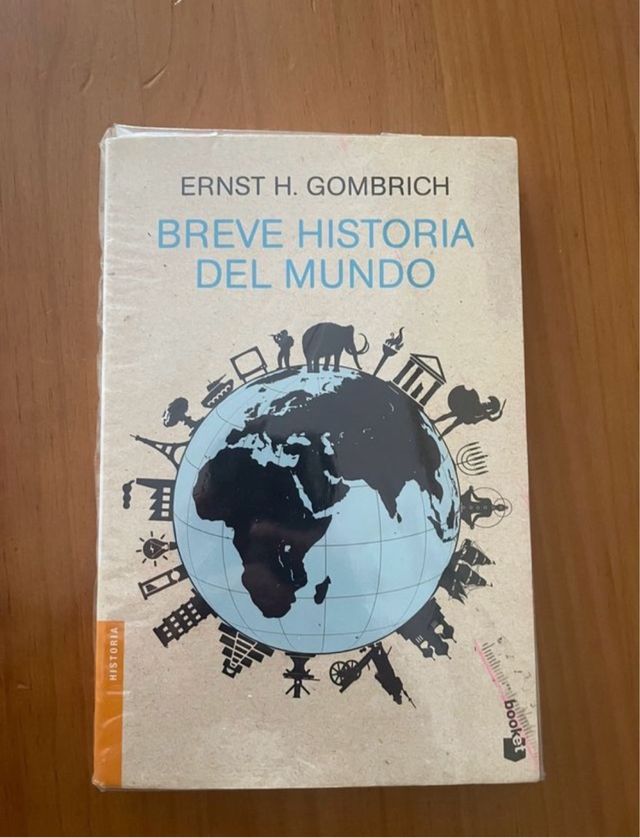 ERNST H. GOMBRICH
BREVE HISTORIA
DEL MUNDO
HISTORIA
booket